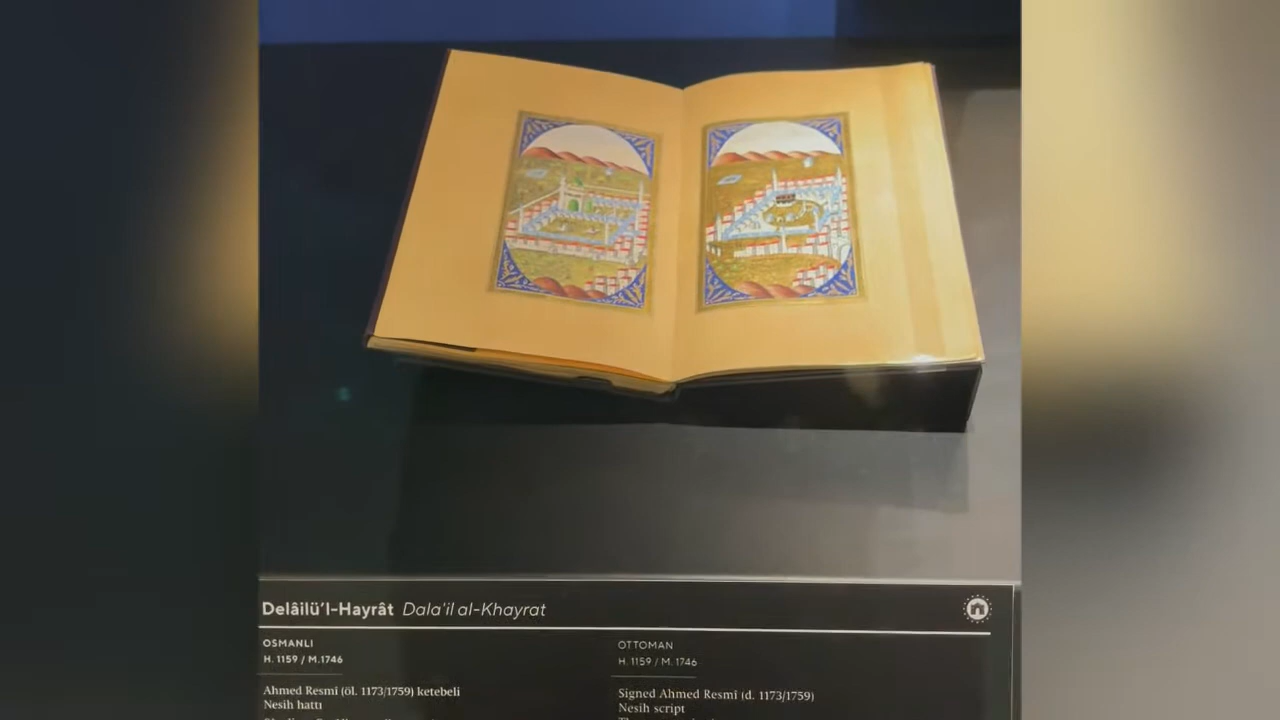 Delâilü'l-Hayrât Dala'il al-Khayrat
OSMANLI
H. 1159 / M.1746
Ahmed Resmî (öl. 1173/1759) ketebeli
Nesih hattı
OTTOMAN
H. 1159 / M. 1746
Signed Ahmed Resmî (d. 1173/1759)
Nesih script